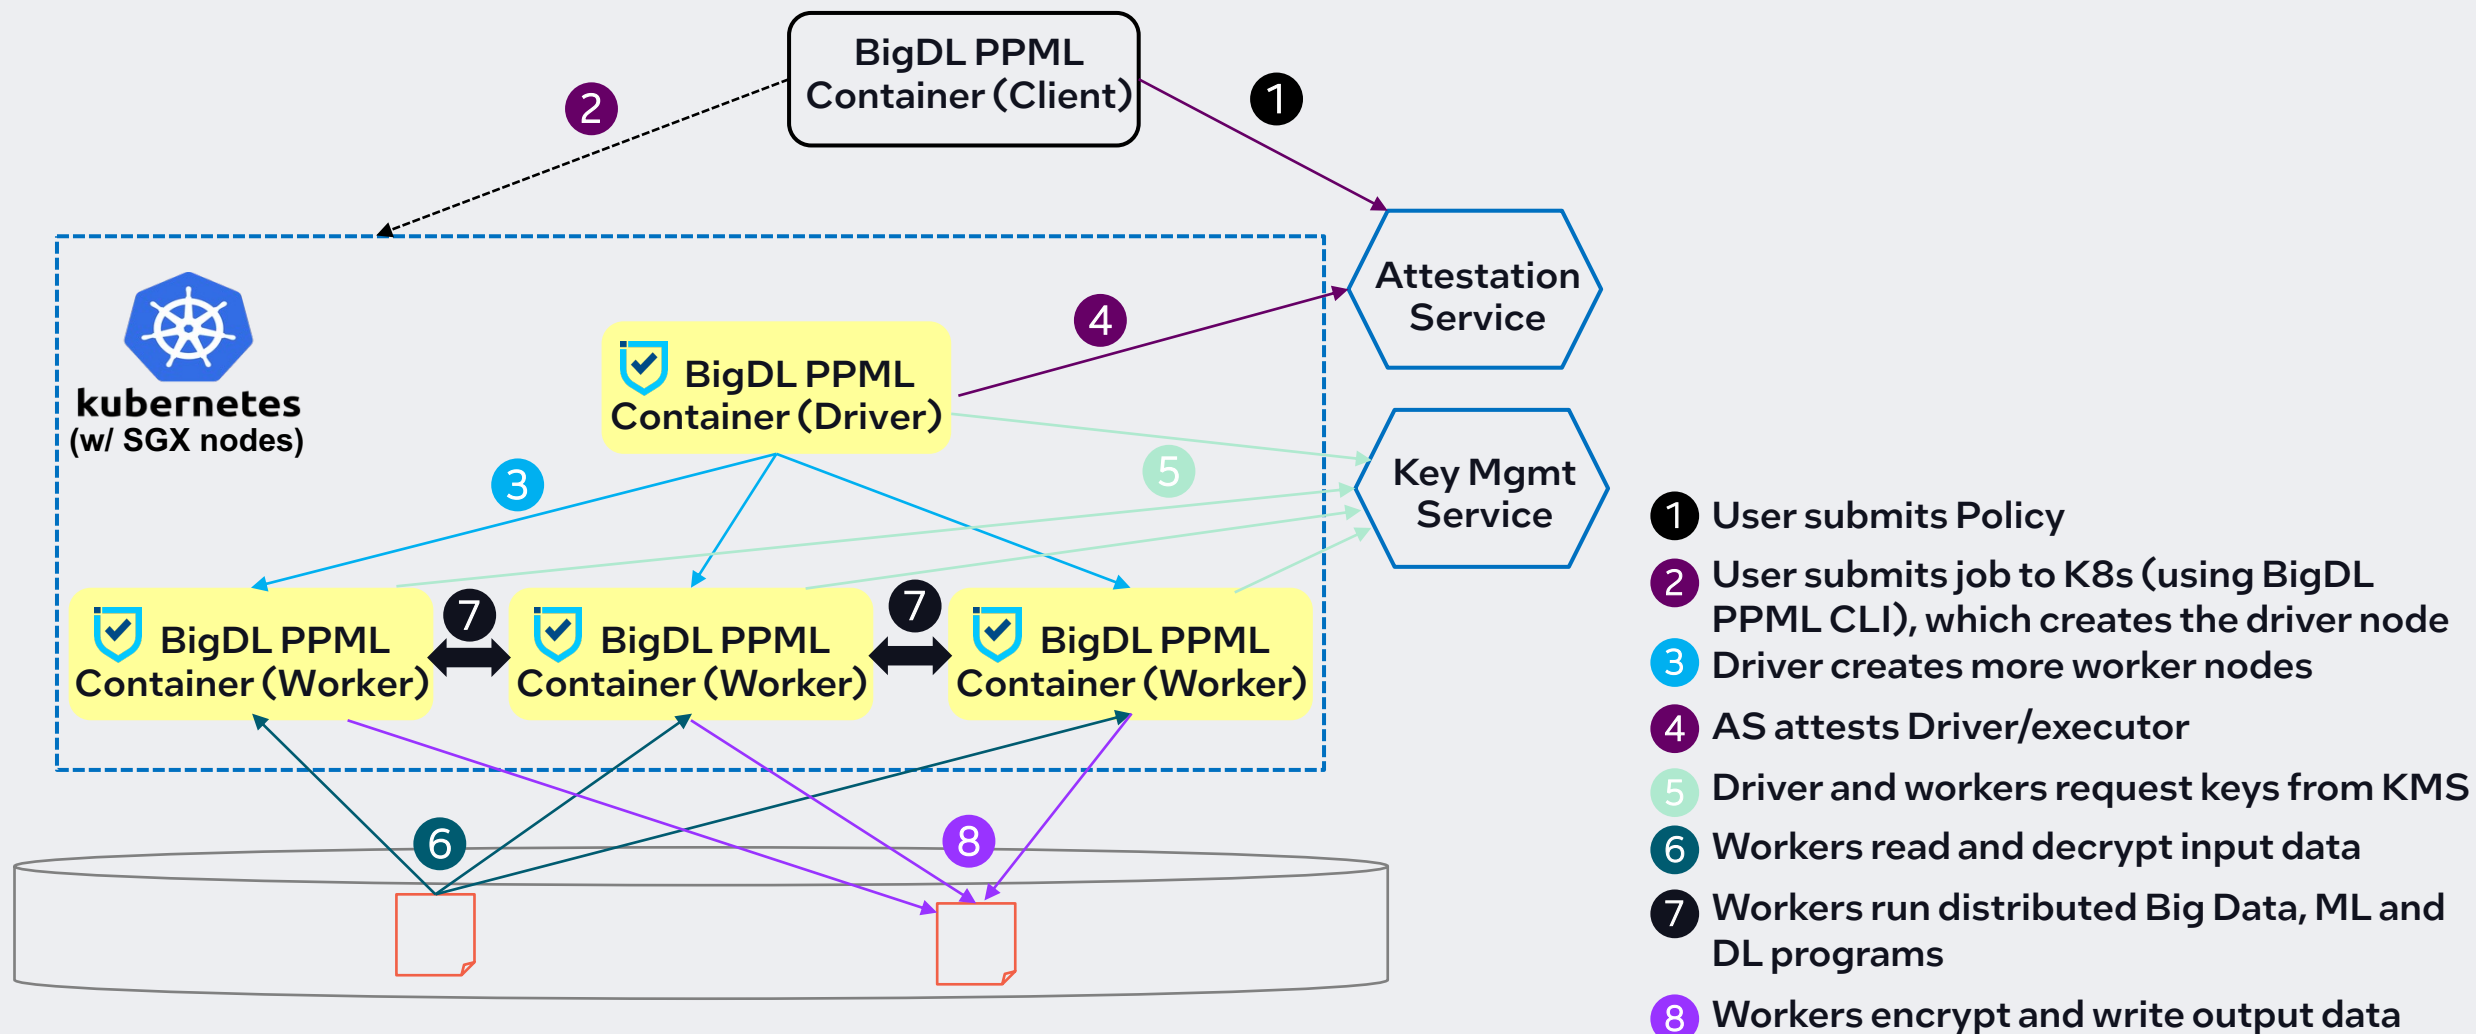 BigDL PPML
Container (Client)
2
1
Attestation
Service
4
kubernetes
(w/ SGX nodes)
BigDL PPML
Container (Driver)
3
5
Key Mgmt
Service
7
7
BigDL PPML
Container (Worker)
BigDL PPML
Container (Worker)
BigDL PPML
Container (Worker)
6
8
1 User submits Policy
2 User submits job to K8s (using BigDL
PPML CLI), which creates the driver node
3 Driver creates more worker nodes
4 AS attests Driver/executor
5 Driver and workers request keys from KMS
6 Workers read and decrypt input data
7 Workers run distributed Big Data, ML and
DL programs
8 Workers encrypt and write output data